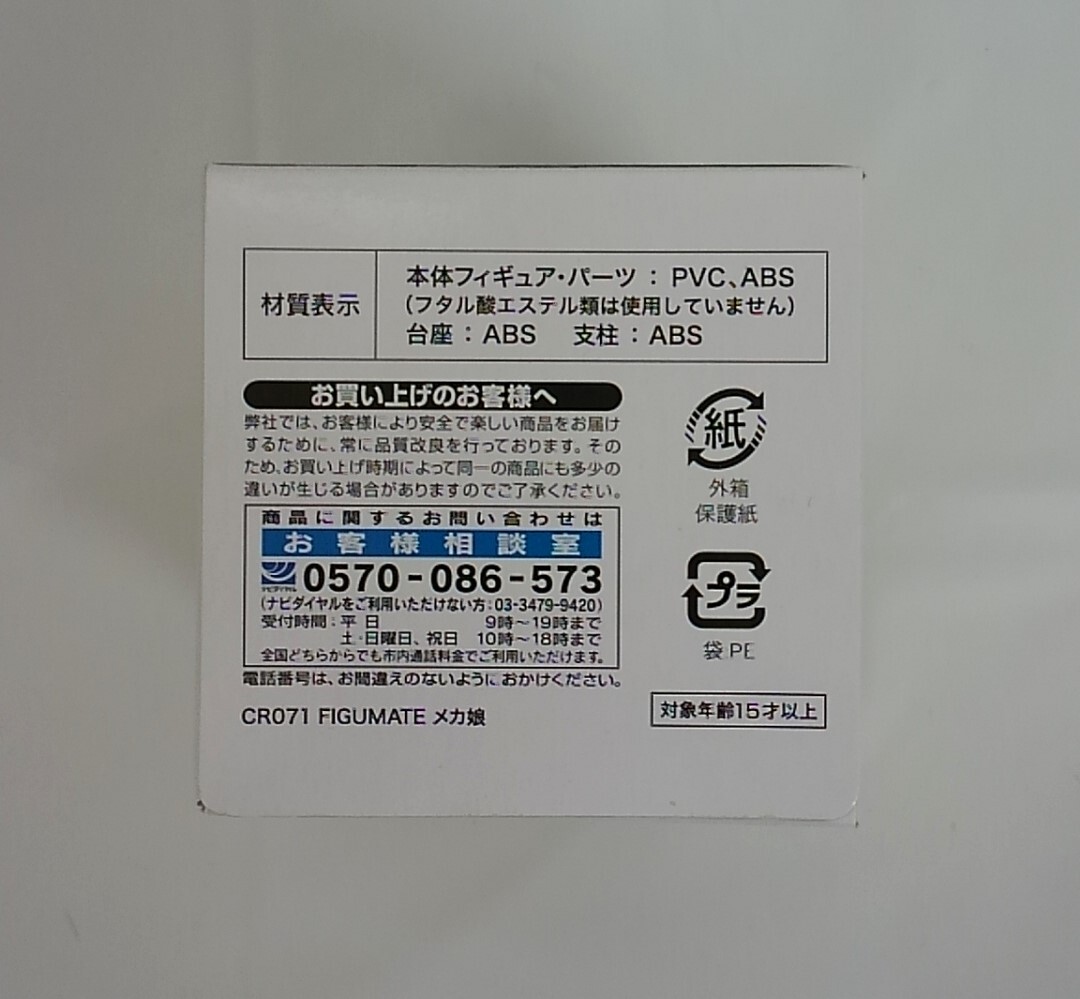 材質表示
本体フィギュア・パーツ：PVC、ABS
（フタル酸エステル類は使用していません）
台座：ABS　支柱：ABS
お買い上げのお客様へ
弊社では、お客様により安全で楽しい商品をお届け
するために、常に品質改良を行っております。その
ため、お買い上げ時期によって同一の商品にも多少の
違いが生じる場合がありますのでご了承ください。
商品に関するお問い合わせは
お客様相談室
ナビダイヤル
0570-086-573
（ナビダイヤルをご利用いただけない方：03-3479-9420）
受付時間：平日　9時〜19時まで
土・日曜日、祝日　10時〜18時まで
全国どちらからでも市内通話料金でご利用いただけます。
電話番号は、お間違えのないようにおかけください。
CR071 FIGUMATE メカ娘
紙
外箱
保護紙
プラ
袋 PE
対象年齢15才以上